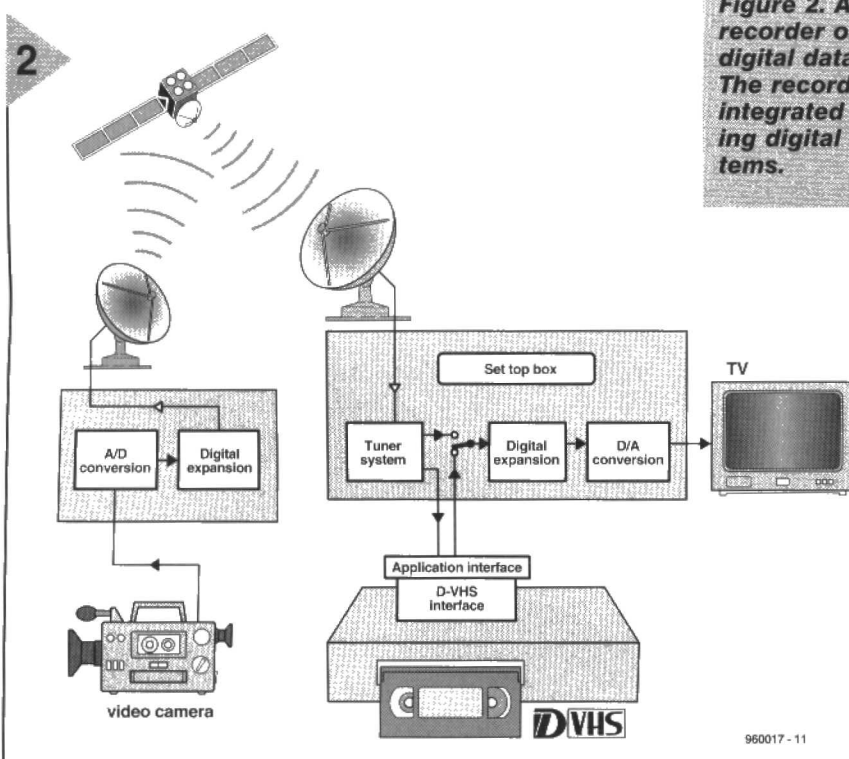 2
Figure 2. A
recorder o
digital data
The record
integrated
ing digital
tems.
Set top box
TV
A/D
conversion
Digital
expansion
Tuner
system
Digital
expansion
D/A
conversion
Application interface
D-VHS
interface
video camera
D VHS
960017 - 11